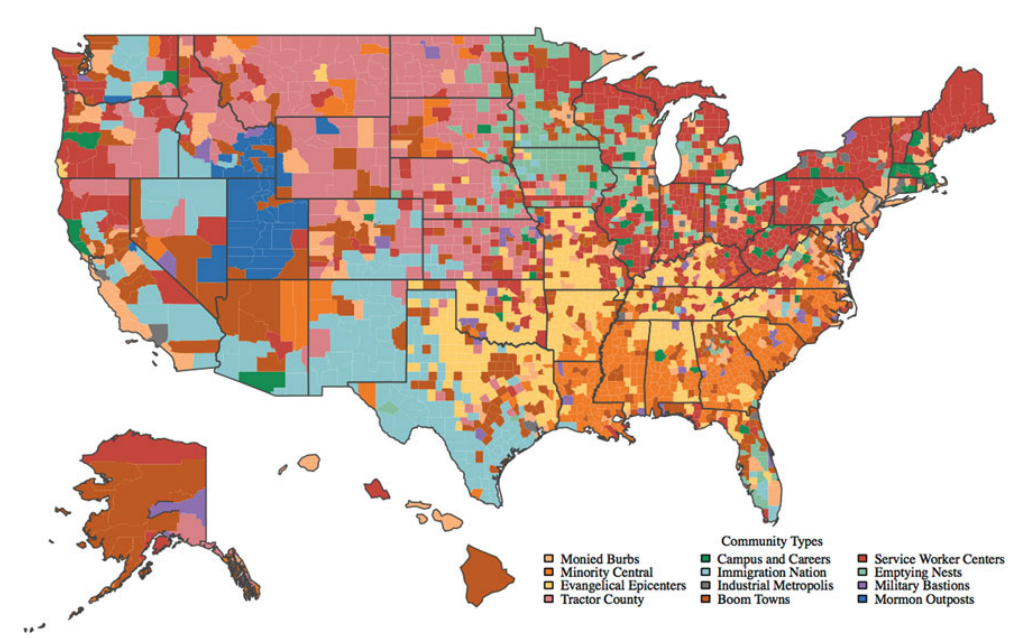 Community Types
Monied Burbs Campus and Careers Service Worker Centers
Minority Central Immigration Nation Emptying Nests
Evangelical Epicenters Industrial Metropolis Military Bastions
Tractor County Boom Towns Mormon Outposts